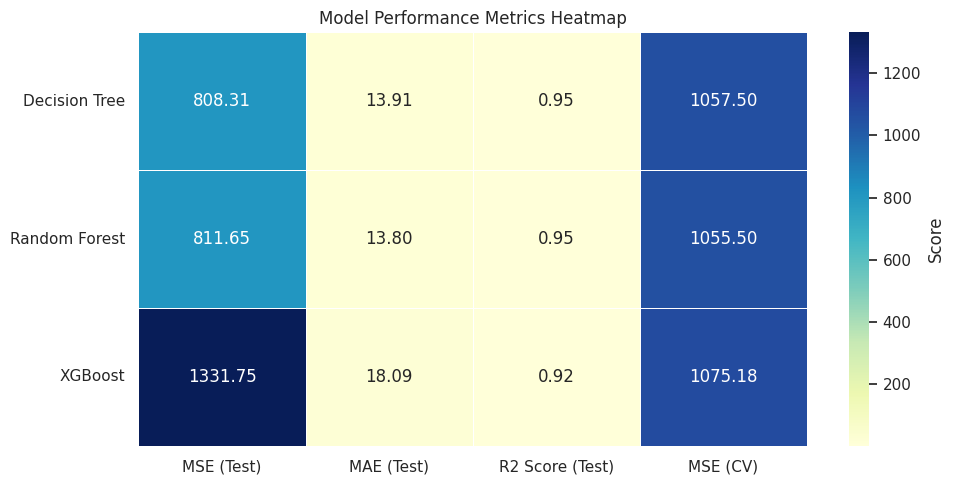 Model Performance Metrics Heatmap
Decision Tree 808.31 13.91 0.95 1057.50
Random Forest 811.65 13.80 0.95 1055.50
XGBoost 1331.75 18.09 0.92 1075.18
MSE (Test) MAE (Test) R2 Score (Test) MSE (CV)
1200
1000
800
600
400
200
Score